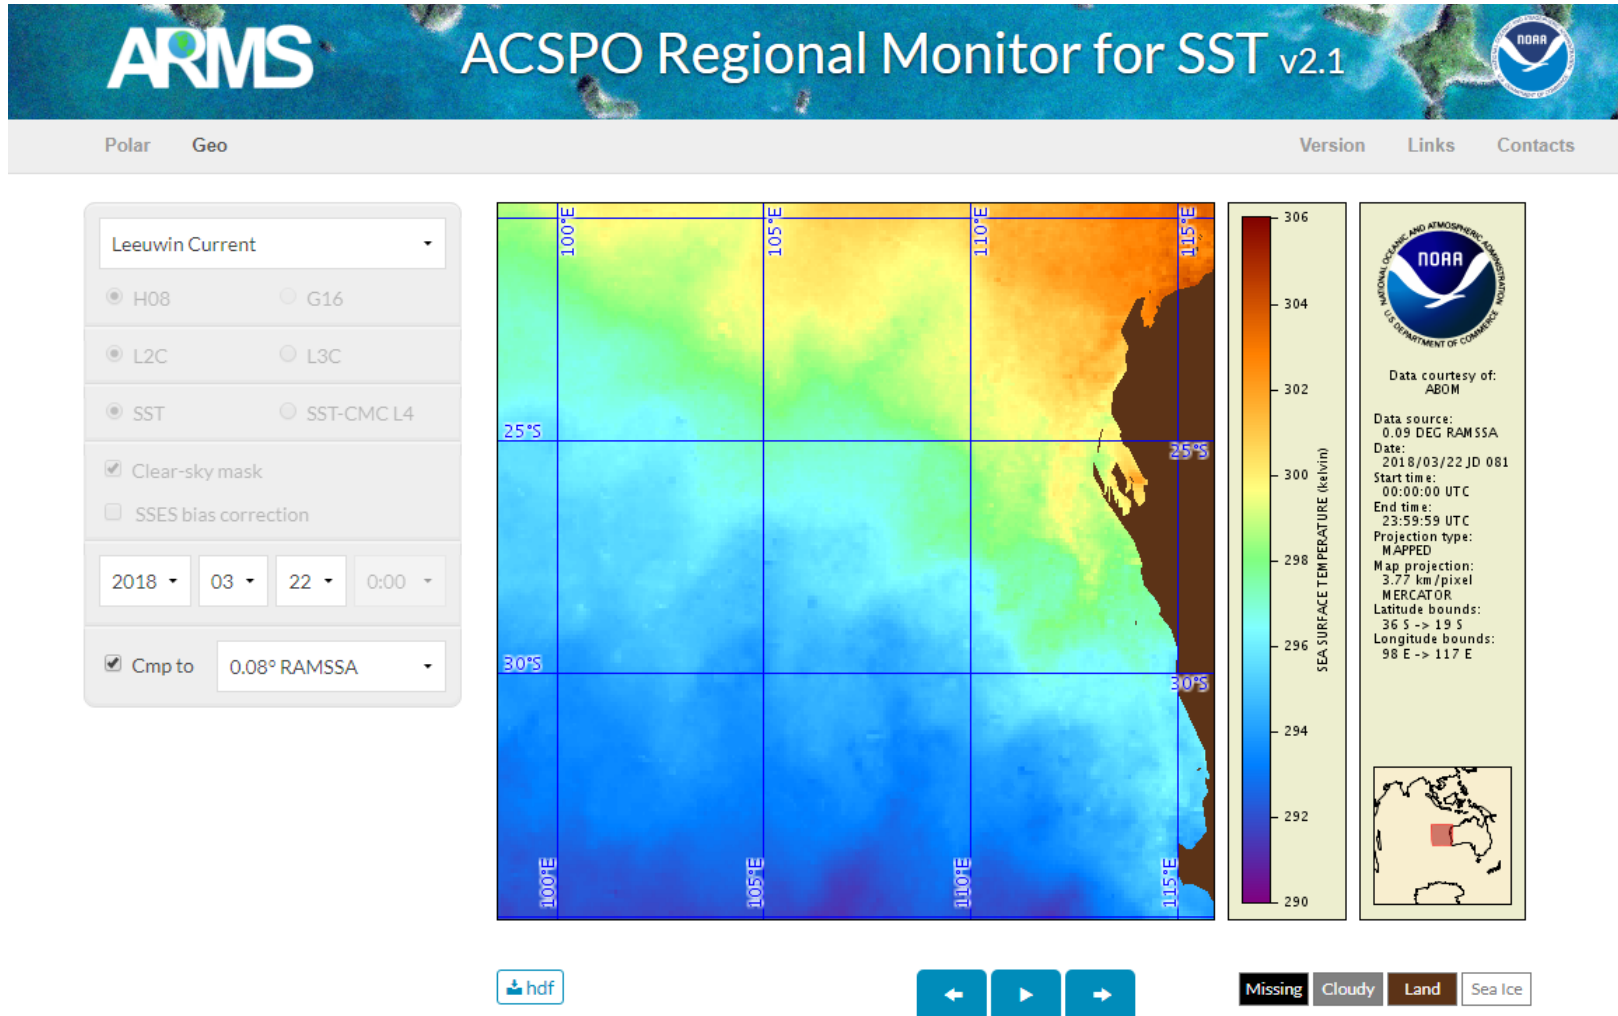 ARMS
ACSPO Regional Monitor for SST v2.1
NOAA
Polar
Geo
Version
Links
Contacts
Leeuwin Current
H08
G16
L2C
L3C
SST
SST-CMC L4
Clear-sky mask
SSES bias correction
2018
03
22
0:00
Cmp to
0.08° RAMSSA
100°E
105°E
110°E
115°E
25°S
25°S
30°S
30°S
100°E
105°E
110°E
115°E
306
304
302
300
298
296
294
292
290
SEA SURFACE TEMPERATURE (kelvin)
NATIONAL OCEANIC AND ATMOSPHERIC ADMINISTRATION
NOAA
U.S. DEPARTMENT OF COMMERCE
Data courtesy of:
ABOM
Data source:
0.09 DEG RAMSSA
Date:
2018/03/22 JD 081
Start time:
00:00:00 UTC
End time:
23:59:59 UTC
Projection type:
MAPPED
Map projection:
3.77 km/pixel
MERCATOR
Latitude bounds:
36 S -> 19 S
Longitude bounds:
98 E -> 117 E
hdf
Missing
Cloudy
Land
Sea Ice